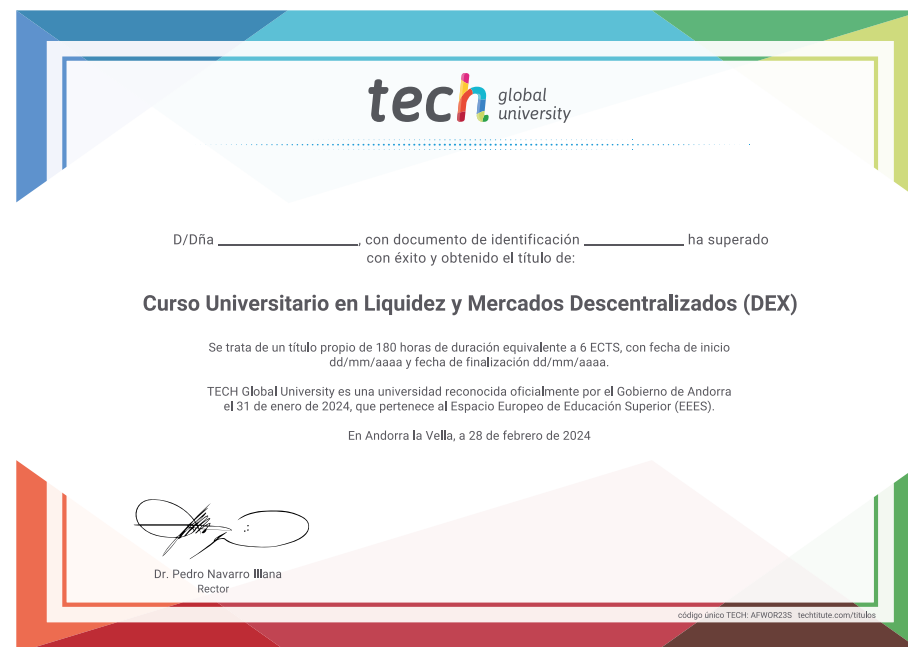 tech global university
D/Dña ____________________, con documento de identificación ______________ ha superado
con éxito y obtenido el título de:
Curso Universitario en Liquidez y Mercados Descentralizados (DEX)
Se trata de un título propio de 180 horas de duración equivalente a 6 ECTS, con fecha de inicio
dd/mm/aaaa y fecha de finalización dd/mm/aaaa.
TECH Global University es una universidad reconocida oficialmente por el Gobierno de Andorra
el 31 de enero de 2024, que pertenece al Espacio Europeo de Educación Superior (EEES).
En Andorra la Vella, a 28 de febrero de 2024
Dr. Pedro Navarro Illana
Rector
código único TECH: AFWOR23S techtitute.com/titulos